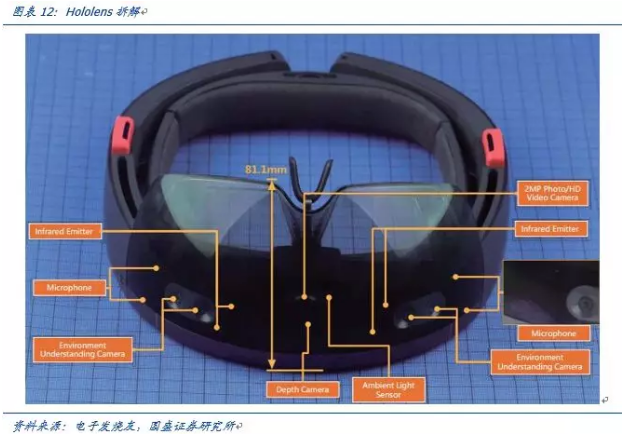 图表 12：Hololens 拆解
81.1mm
2MP Photo/HD
Video Camera
Infrared Emitter
Infrared Emitter
Microphone
Microphone
Environment
Understanding Camera
Environment
Understanding Camera
Depth Camera
Ambient Light
Sensor
资料来源：电子发烧友，国盛证券研究所